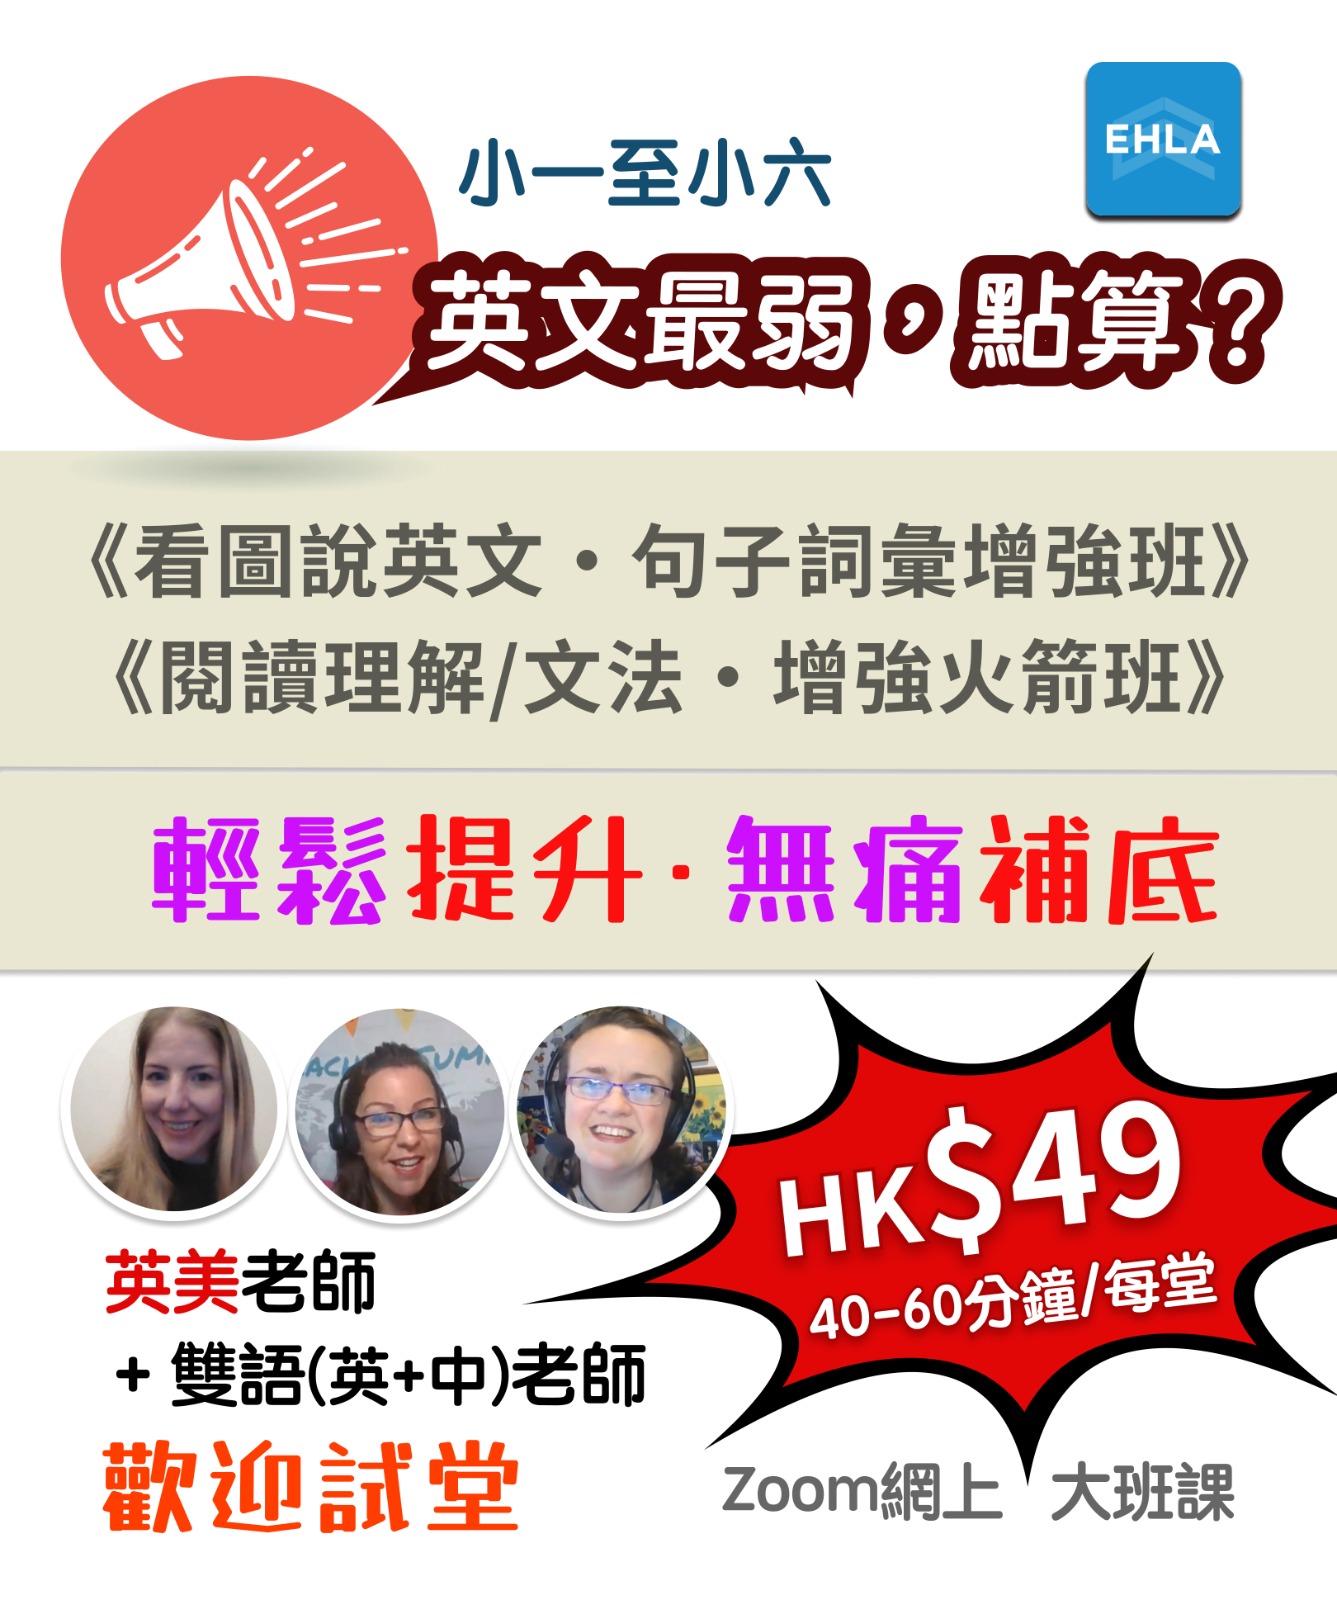 EHLA
小一至小六
英文最弱，點算？
《看圖說英文·句子詞彙增強班》
《閱讀理解/文法·增強火箭班》
輕鬆提升·無痛補底
HK$49
40-60分鐘/每堂
英美老師
+ 雙語(英+中)老師
歡迎試堂
Zoom網上 大班課